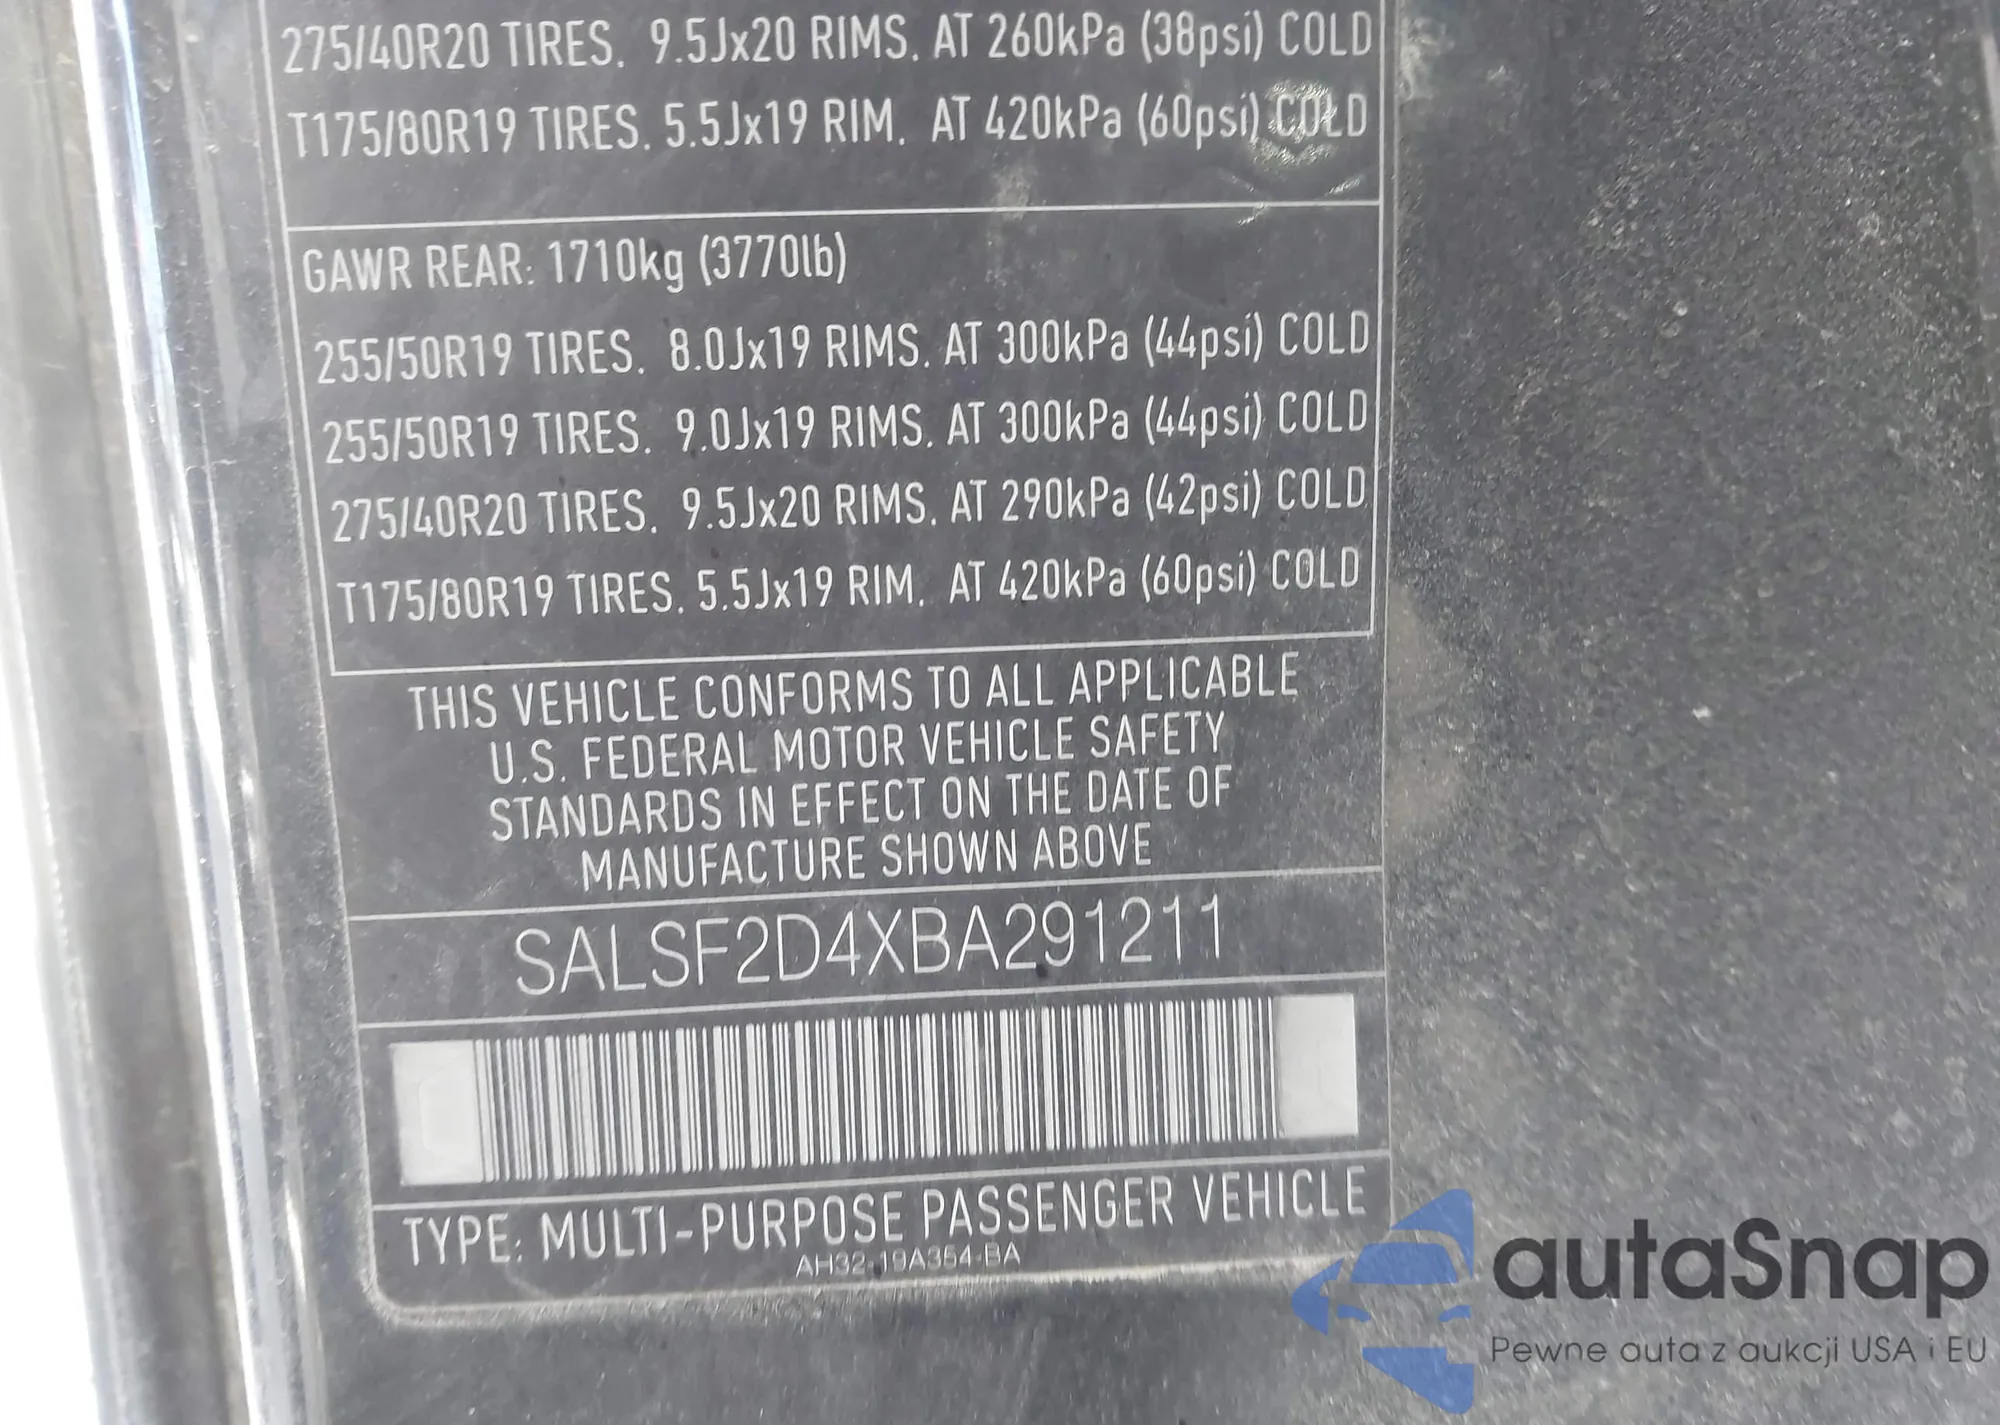 275/40R20 TIRES. 9.5Jx20 RIMS. AT 260kPa (38psi) COLD
T175/80R19 TIRES. 5.5Jx19 RIM. AT 420kPa (60psi) COLD
GAWR REAR: 1710kg (3770lb)
255/50R19 TIRES. 8.0Jx19 RIMS. AT 300kPa (44psi) COLD
255/50R19 TIRES. 9.0Jx19 RIMS. AT 300kPa (44psi) COLD
275/40R20 TIRES. 9.5Jx20 RIMS. AT 290kPa (42psi) COLD
T175/80R19 TIRES. 5.5Jx19 RIM. AT 420kPa (60psi) COLD
THIS VEHICLE CONFORMS TO ALL APPLICABLE
U.S. FEDERAL MOTOR VEHICLE SAFETY
STANDARDS IN EFFECT ON THE DATE OF
MANUFACTURE SHOWN ABOVE
SALSF2D4XBA291211
TYPE: MULTI-PURPOSE PASSENGER VEHICLE
AH32-19A354-BA
autaSnap
Pewne auta z aukcji USA i EU